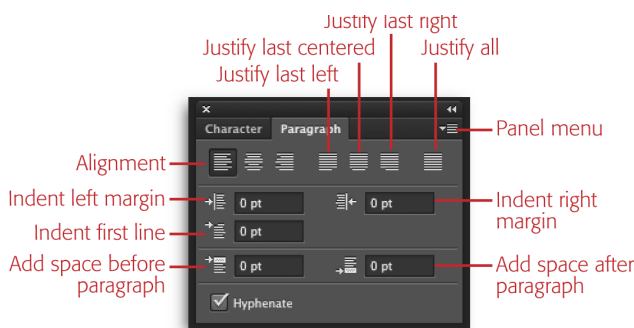 Justify last right
Justify last centered
Justify all
Justify last left
Character
Paragraph
Panel menu
Alignment
Indent left margin
0 pt
0 pt
Indent right
margin
Indent first line
0 pt
Add space before
paragraph
0 pt
0 pt
Add space after
paragraph
Hyphenate